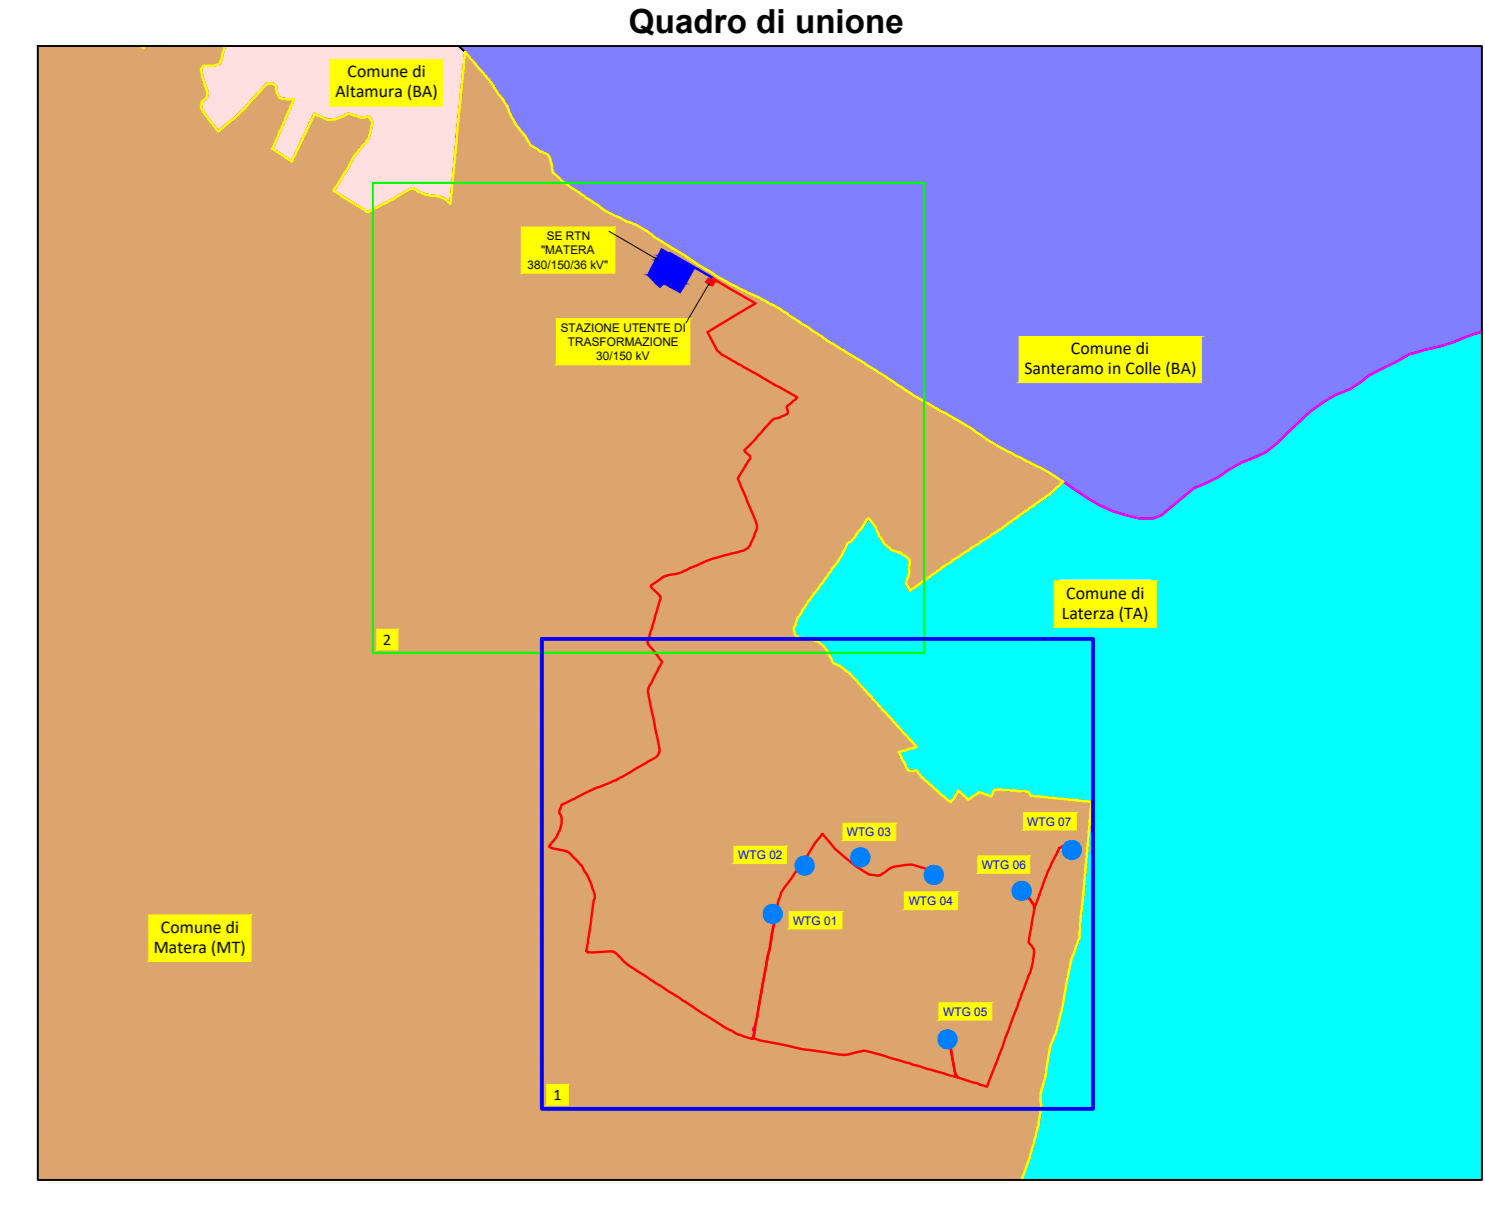 Quadro di unione
Comune di
Altamura (BA)
SE RTN
"MATERA
380/150/36 kV"
STAZIONE UTENTE DI
TRASFORMAZIONE
30/150 kV
Comune di
Santeramo in Colle (BA)
Comune di
Laterza (TA)
2
WTG 07
WTG 03
WTG 02
WTG 06
WTG 04
WTG 01
Comune di
Matera (MT)
WTG 05
1